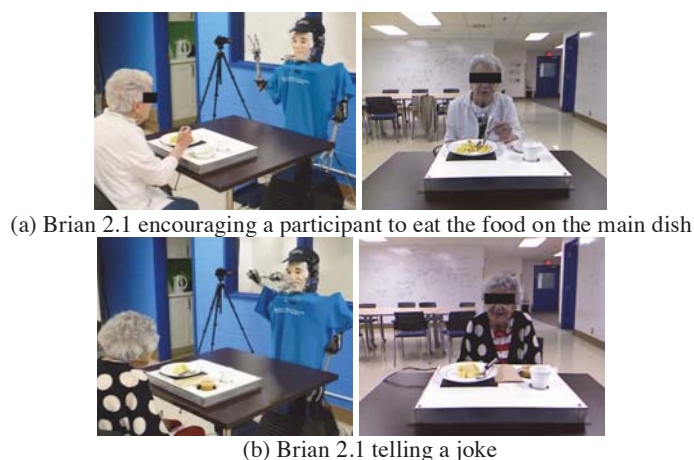 (a) Brian 2.1 encouraging a participant to eat the food on the main dish
(b) Brian 2.1 telling a joke